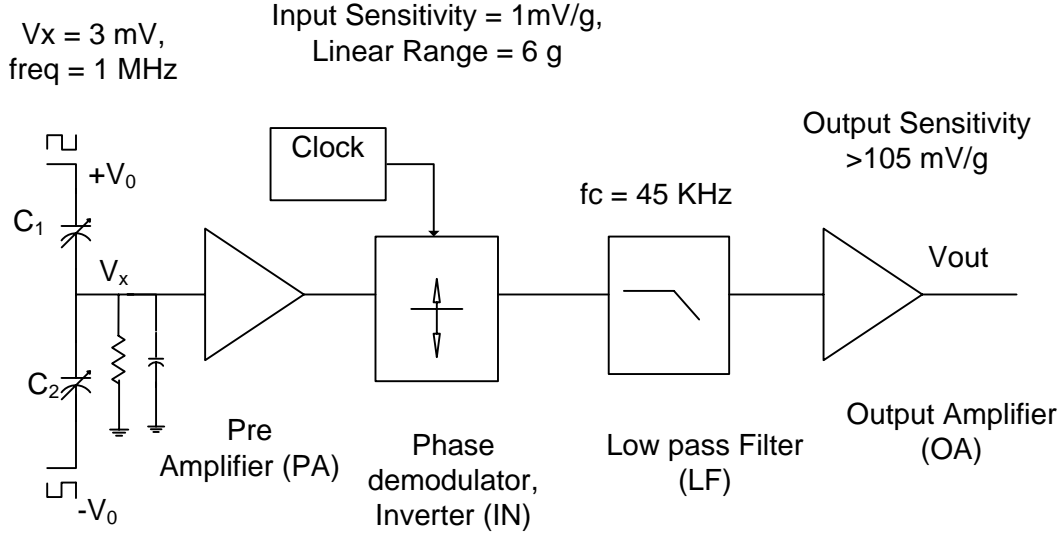 Vx = 3 mV,
freq = 1 MHz
Input Sensitivity = 1mV/g,
Linear Range = 6 g
Output Sensitivity
>105 mV/g
Clock
+V₀
fc = 45 KHz
C₁
Vₓ
Vout
C₂
Pre
Amplifier (PA)
Phase
demodulator,
Inverter (IN)
Low pass Filter
(LF)
Output Amplifier
(OA)
-V₀